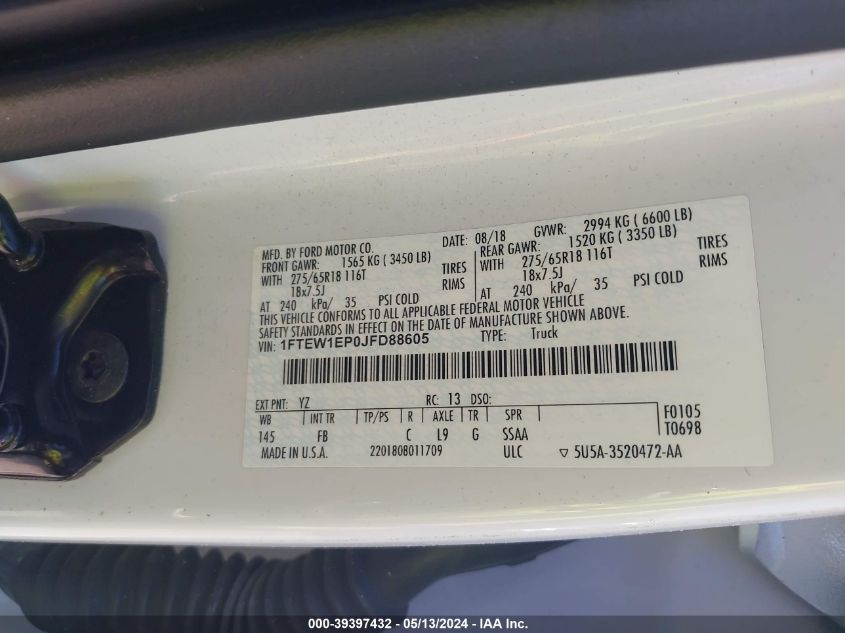 MFD. BY FORD MOTOR CO. DATE: 08/18 GVWR: 2994 KG ( 6600 LB)
FRONT GAWR: 1565 KG ( 3450 LB) REAR GAWR: 1520 KG ( 3350 LB)
WITH 275/65R18 116T TIRES WITH 275/65R18 116T TIRES
18x7.5J RIMS 18x7.5J RIMS
AT 240 kPa/ 35 PSI COLD AT 240 kPa/ 35 PSI COLD
THIS VEHICLE CONFORMS TO ALL APPLICABLE FEDERAL MOTOR VEHICLE
SAFETY STANDARDS IN EFFECT ON THE DATE OF MANUFACTURE SHOWN ABOVE.
VIN: 1FTEW1EP0JFD88605 TYPE: Truck
EXT PNT: YZ RC: 13 DSO:
WB INT TR TP/PS R AXLE TR SPR F0105
145 FB C L9 G SSAA T0698
MADE IN U.S.A. 220180B011709 ULC ▽ 5U5A-3520472-AA
000-39397432 - 05/13/2024 - IAA Inc.